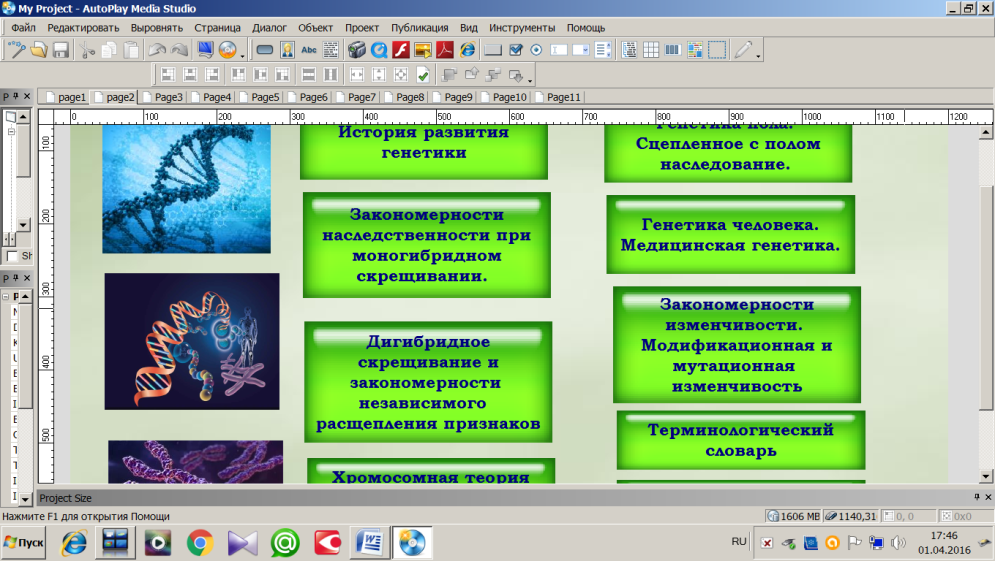 My Project - AutoPlay Media Studio
Файл Редактировать Выровнять Страница Диалог Объект Проект Публикация Вид Инструменты Помощь
Abc
page1 page2 Page3 Page4 Page5 Page6 Page7 Page8 Page9 Page10 Page11
0 100 200 300 400 500 600 700 800 900 1000 1100 1200
100
200
300
400
500
История развития
генетики
Закономерности
наследственности при
моногибридном
скрещивании.
Дигибридное
скрещивание и
закономерности
независимого
расщепления признаков
Хромосомная теория
Генетика пола.
Сцепленное с полом
наследование.
Генетика человека.
Медицинская генетика.
Закономерности
изменчивости.
Модификационная и
мутационная
изменчивость
Терминологический
словарь
Project Size
Нажмите F1 для открытия Помощи
1606 MB 1140,31 0, 0 0x0
Пуск
RU
17:46
01.04.2016